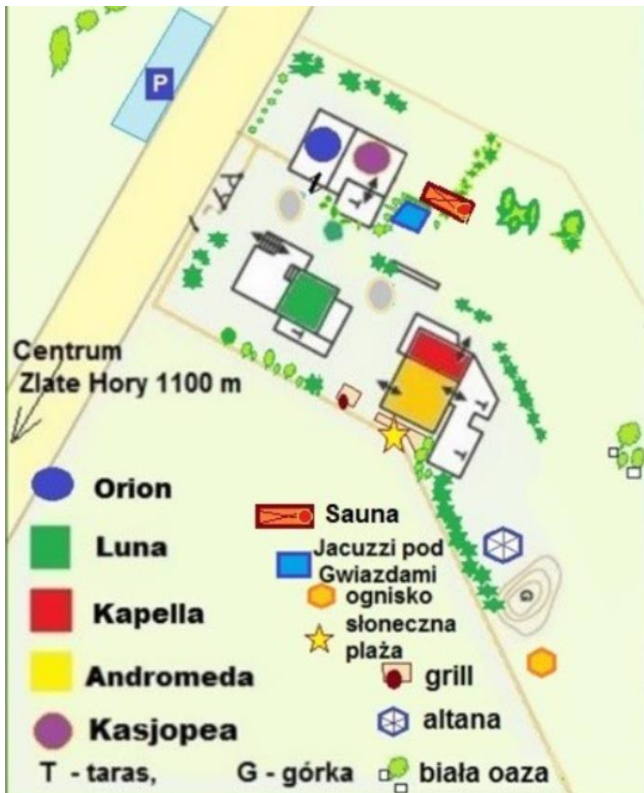 P
T
T
Centrum
Zlate Hory 1100 m
T
T
G
Orion
Luna
Kapella
Andromeda
Kasjopea
T - taras,
G - górka
Sauna
Jacuzzi pod
Gwiazdami
ognisko
słoneczna
plaża
grill
altana
biała oaza